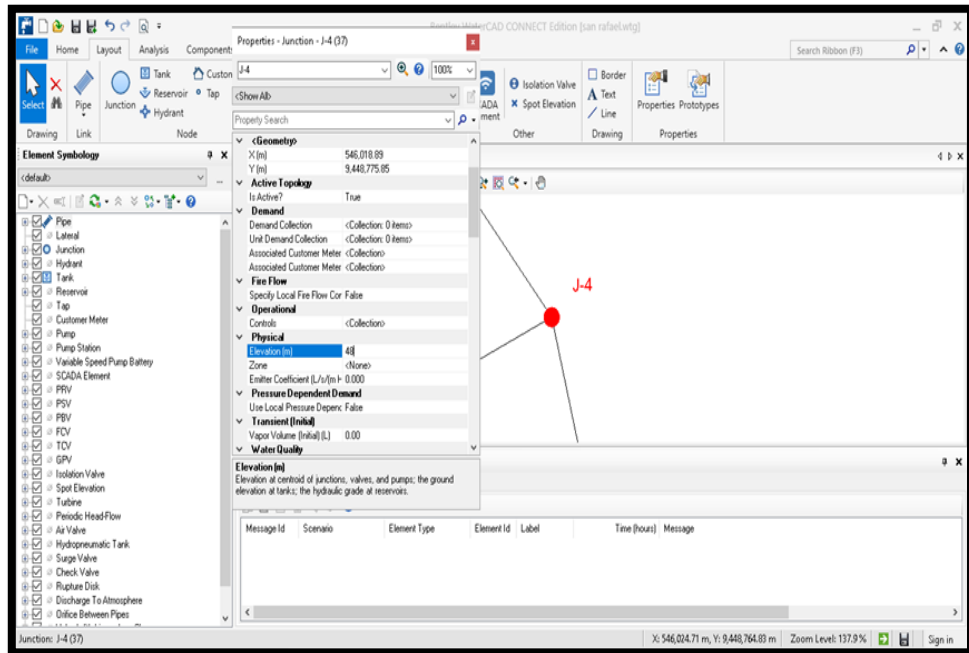 Bentley WaterCAD CONNECT Edition [san rafael.wtg]
File Home Layout Analysis Component
Search Ribbon (F3)
Select
Pipe
Junction
Tank
Reservoir
Hydrant
Custon
Tap
Isolation Valve
Spot Elevation
Border
Text
Line
Properties Prototypes
Drawing Link Node Other Drawing Properties
Properties - Junction - J-4 (37)
J-4
100%
<Show All>
Property Search
<Geometry>
X (m) 546,018.89
Y (m) 9,448,775.85
Active Topology
Is Active? True
Demand
Demand Collection <Collection: 0 items>
Unit Demand Collection <Collection: 0 items>
Associated Customer Meter <Collection>
Associated Customer Meter <Collection>
Fire Flow
Specify Local Fire Flow Cor False
Operational
Controls <Collection>
Physical
Elevation (m) 48
Zone <None>
Emitter Coefficient (L/s/(m H 0.000
Pressure Dependent Demand
Use Local Pressure Depenc False
Transient (Initial)
Vapor Volume (Initial) (L) 0.00
Water Quality
Elevation (m)
Elevation at centroid of junctions, valves, and pumps; the ground
elevation at tanks; the hydraulic grade at reservoirs.
Element Symbology
<default>
Pipe
Lateral
Junction
Hydrant
Tank
Reservoir
Tap
Customer Meter
Pump
Pump Station
Variable Speed Pump Battery
SCADA Element
PRV
PSV
PBV
FCV
TCV
GPV
Isolation Valve
Spot Elevation
Turbine
Periodic Head-Flow
Air Valve
Hydropneumatic Tank
Surge Valve
Check Valve
Rupture Disk
Discharge To Atmosphere
Orifice Between Pipes
J-4
Message Id Scenario Element Type Element Id Label Time (hours) Message
Junction: J-4 (37)
X: 546,024.71 m, Y: 9,448,764.83 m Zoom Level: 137.9% Sign in